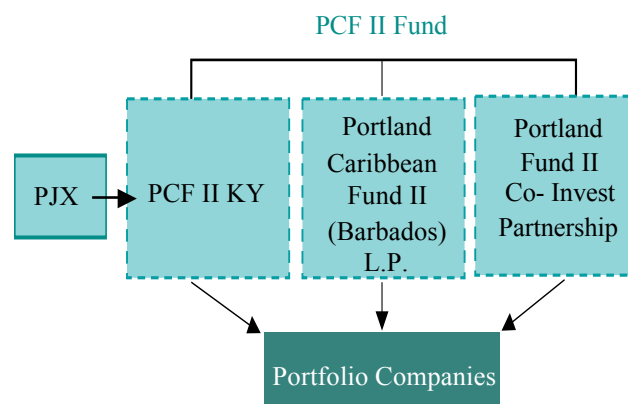 PCF II Fund
PJX
PCF II KY
Portland
Caribbean
Fund II
(Barbados)
L.P.
Portland
Fund II
Co- Invest
Partnership
Portfolio Companies